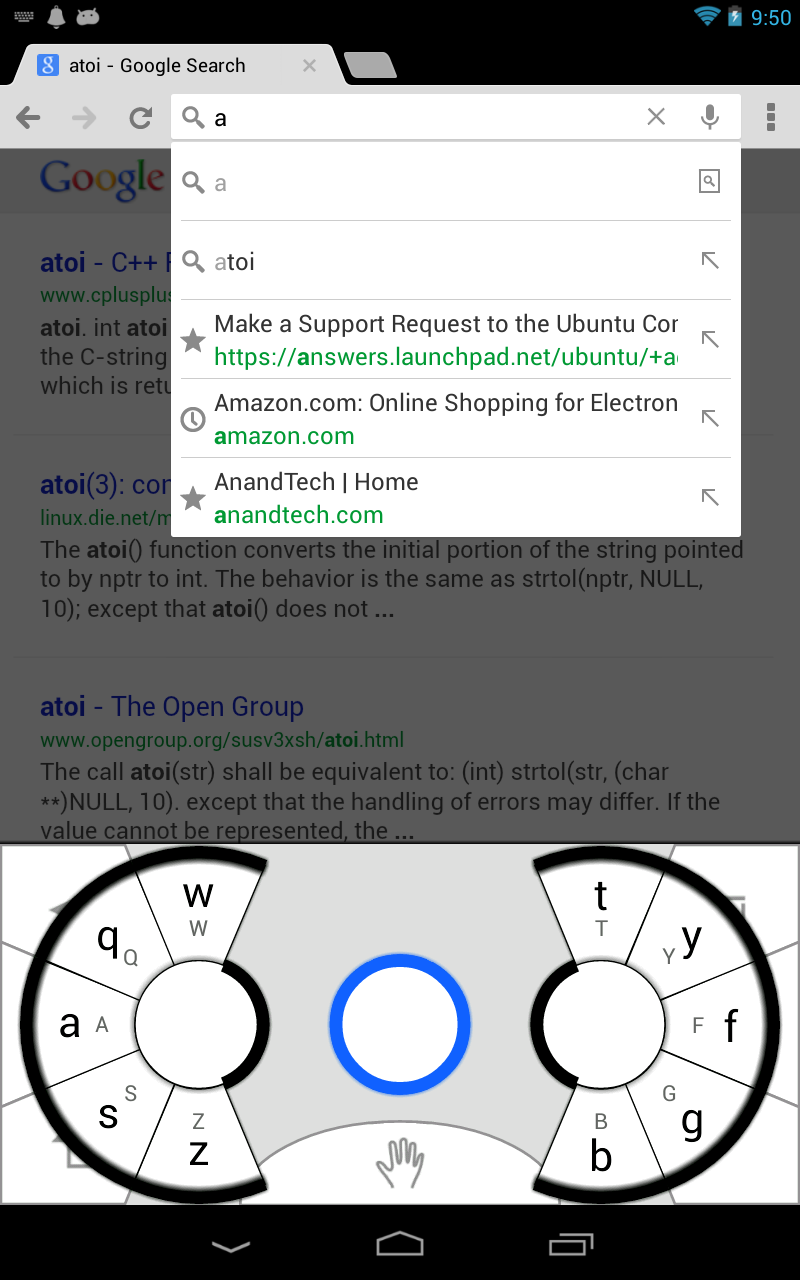 9:50
atoi - Google Search
a
Google
a
atoi - C++ 
atoi
www.cplusplus
Make a Support Request to the Ubuntu Con
atoi. int atoi
https://answers.launchpad.net/ubuntu/+a
the C-string
which is retu
Amazon.com: Online Shopping for Electron
amazon.com
atoi(3): con
AnandTech | Home
linux.die.net/m
anandtech.com
The atoi() function converts the initial portion of the string pointed
to by nptr to int. The behavior is the same as strtol(nptr, NULL,
10); except that atoi() does not ...
atoi - The Open Group
www.opengroup.org/susv3xsh/atoi.html
The call atoi(str) shall be equivalent to: (int) strtol(str, (char
**)NULL, 10). except that the handling of errors may differ. If the
value cannot be represented, the ...
w
W
q Q
a A
s S
Z
z
t
T
Y y
F f
G g
B
b